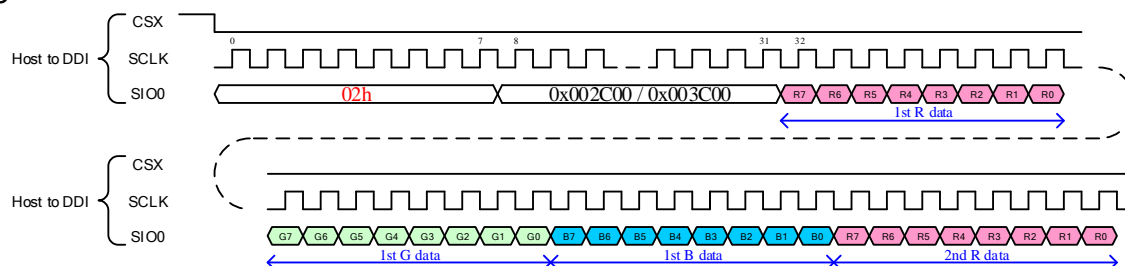 CSX
0 7 8 31 32
Host to DDI SCLK
SIO0 02h 0x002C00 / 0x003C00 R7 R6 R5 R4 R3 R2 R1 R0
1st R data
CSX
Host to DDI SCLK
SIO0 G7 G6 G5 G4 G3 G2 G1 G0 B7 B6 B5 B4 B3 B2 B1 B0 R7 R6 R5 R4 R3 R2 R1 R0
1st G data 1st B data 2nd R data